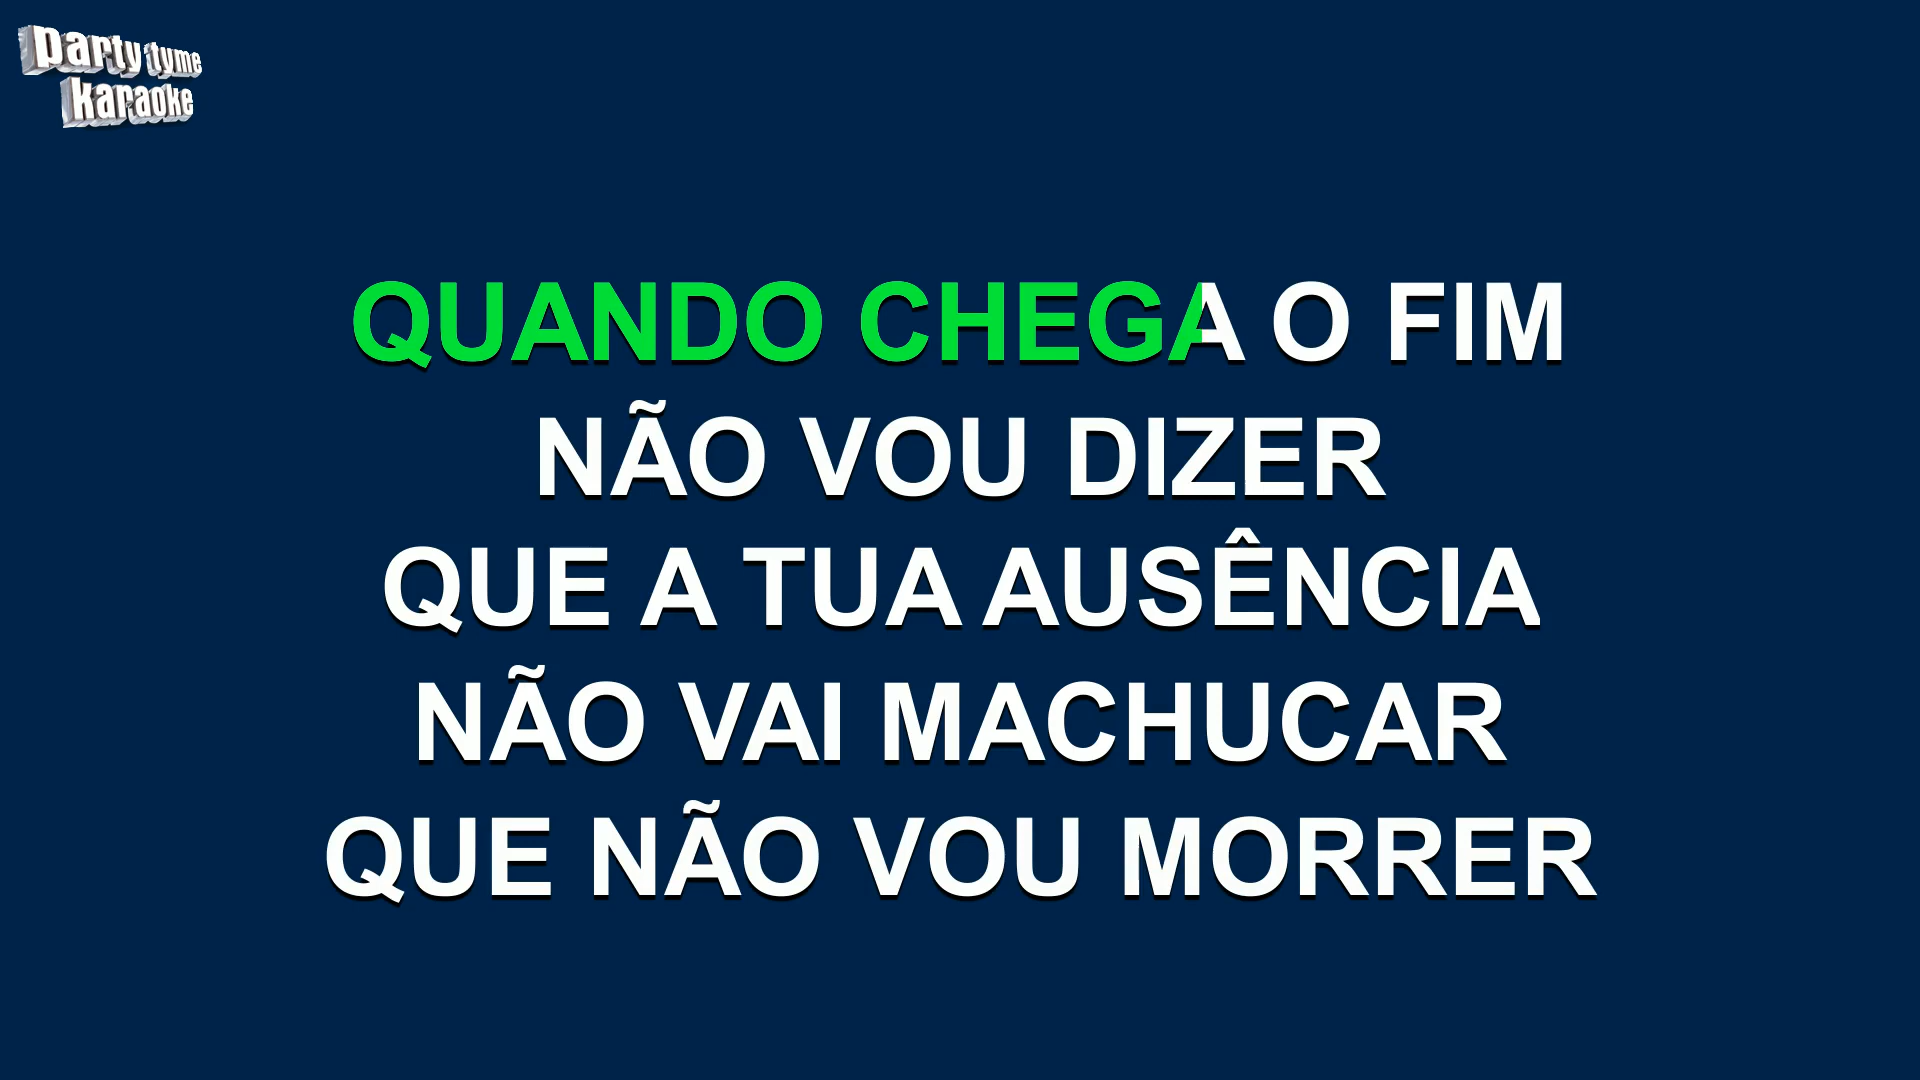 party tyme
karaoke
QUANDO CHEGA O FIM
NÃO VOU DIZER
QUE A TUA AUSÊNCIA
NÃO VAI MACHUCAR
QUE NÃO VOU MORRER